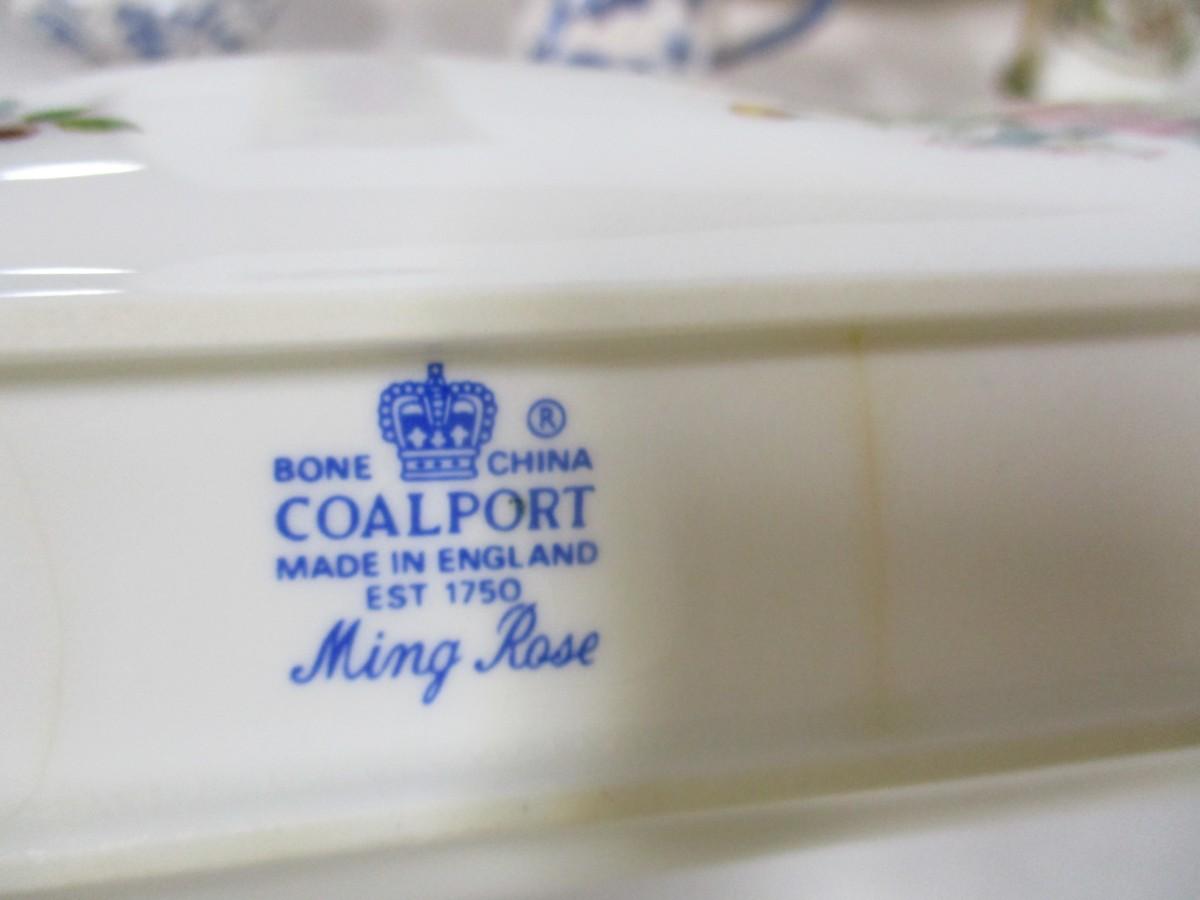 ®
BONE CHINA
COALPORT
MADE IN ENGLAND
EST 1750
Ming Rose